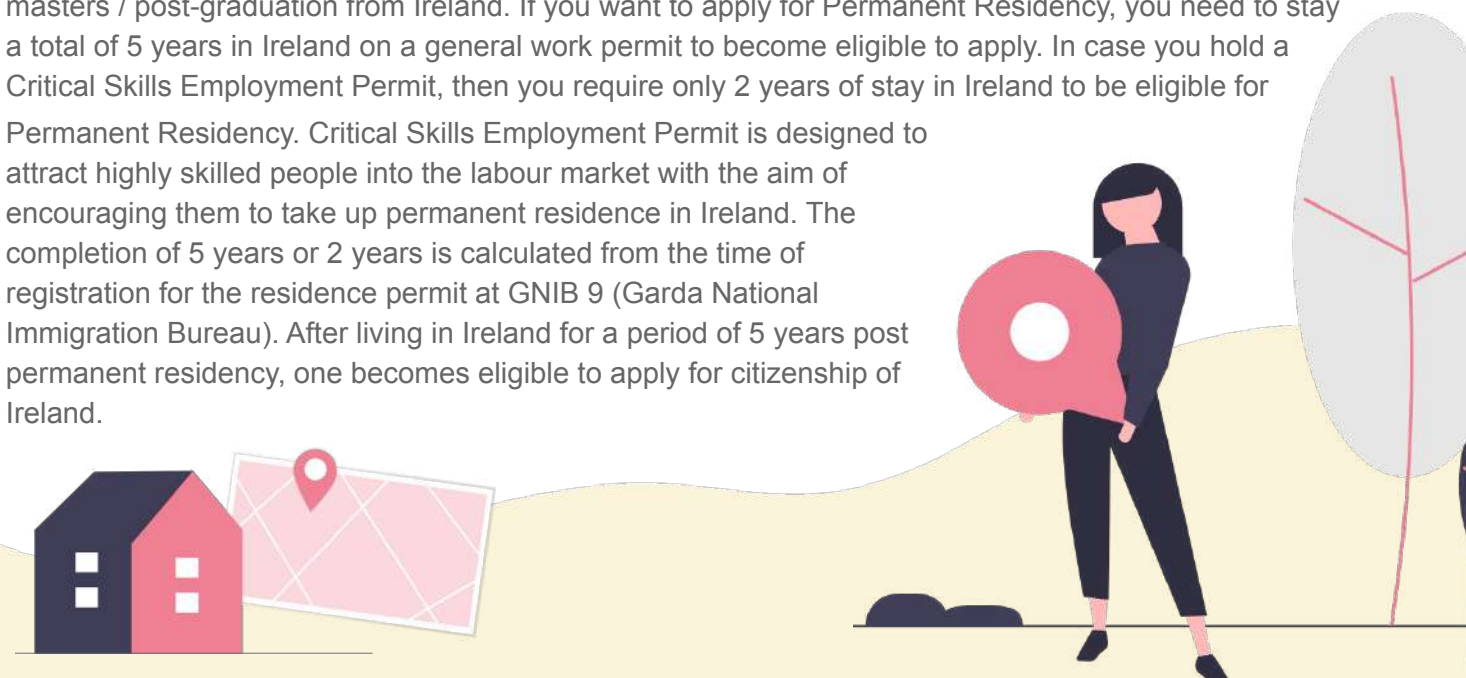 masters / post-graduation from Ireland. If you want to apply for Permanent Residency, you need to stay
a total of 5 years in Ireland on a general work permit to become eligible to apply. In case you hold a
Critical Skills Employment Permit, then you require only 2 years of stay in Ireland to be eligible for
Permanent Residency. Critical Skills Employment Permit is designed to
attract highly skilled people into the labour market with the aim of
encouraging them to take up permanent residence in Ireland. The
completion of 5 years or 2 years is calculated from the time of
registration for the residence permit at GNIB 9 (Garda National
Immigration Bureau). After living in Ireland for a period of 5 years post
permanent residency, one becomes eligible to apply for citizenship of
Ireland.